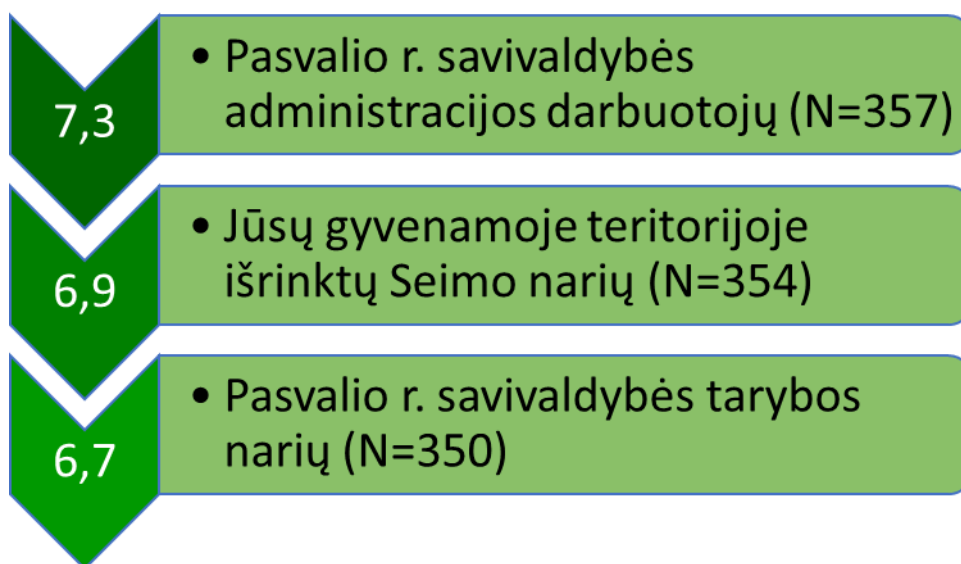 7,3
• Pasvalio r. savivaldybės
administracijos darbuotojų (N=357)
6,9
• Jūsų gyvenamoje teritorijoje
išrinktų Seimo narių (N=354)
6,7
• Pasvalio r. savivaldybės tarybos
narių (N=350)